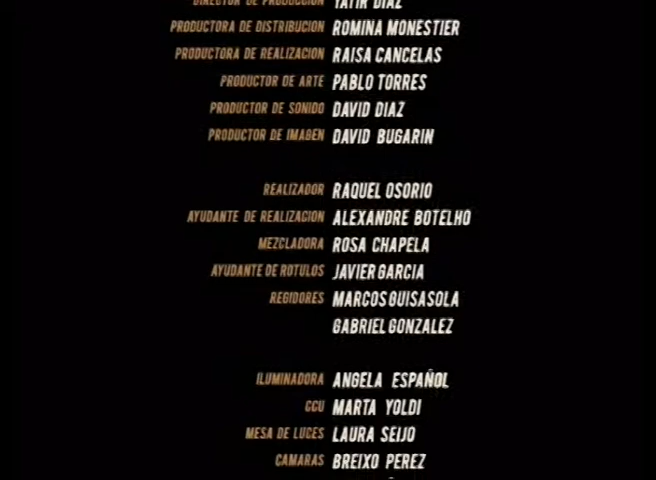 DIRECTOR DE PRODUCCION YATIR DIAZ
PRODUCTORA DE DISTRIBUCION ROMINA MONESTIER
PRODUCTORA DE REALIZACION RAISA CANCELAS
PRODUCTOR DE ARTE PABLO TORRES
PRODUCTOR DE SONIDO DAVID DIAZ
PRODUCTOR DE IMAGEN DAVID BUGARIN
REALIZADOR RAQUEL OSORIO
AYUDANTE DE REALIZACION ALEXANDRE BOTELHO
MEZCLADORA ROSA CHAPELA
AYUDANTE DE ROTULOS JAVIER GARCIA
REGIDORES MARCOS GUISASOLA
GABRIEL GONZALEZ
ILUMINADORA ANGELA ESPAÑOL
CCU MARTA YOLDI
MESA DE LUCES LAURA SEIJO
CAMARAS BREIXO PEREZ